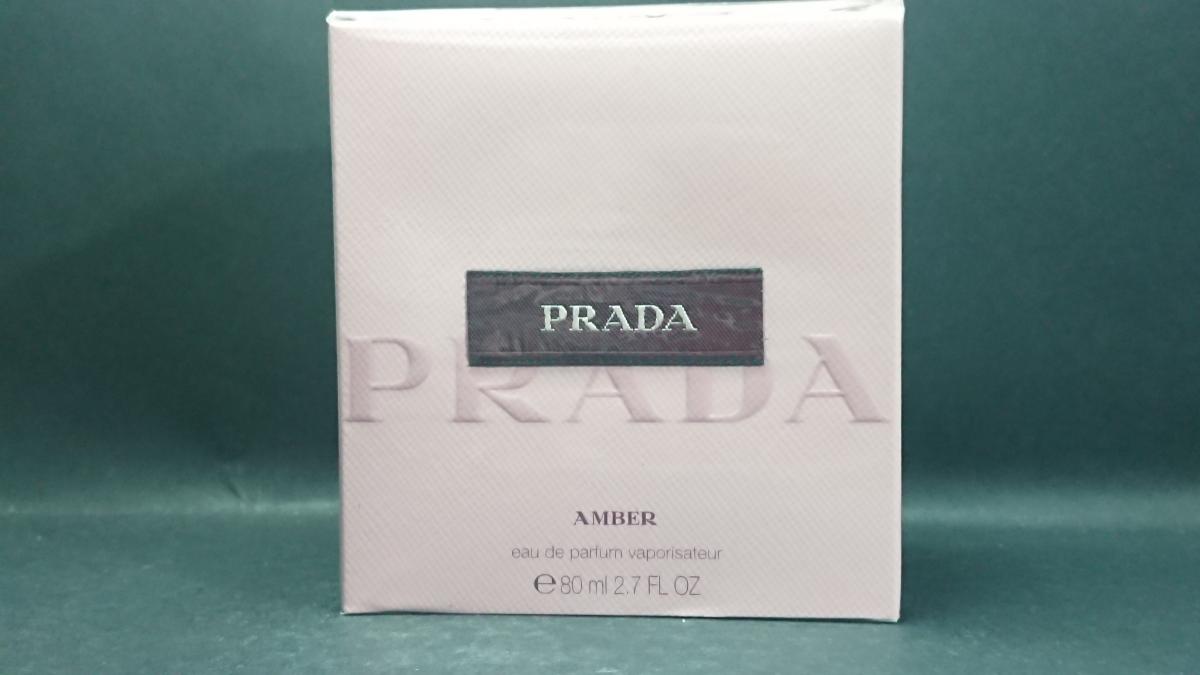 PRADA
PRADA
AMBER
eau de parfum vaporisateur
℮ 80 ml 2.7 FL OZ